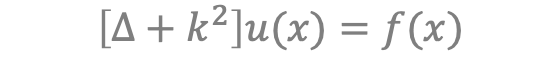 [Δ + k²]u(x) = f(x)